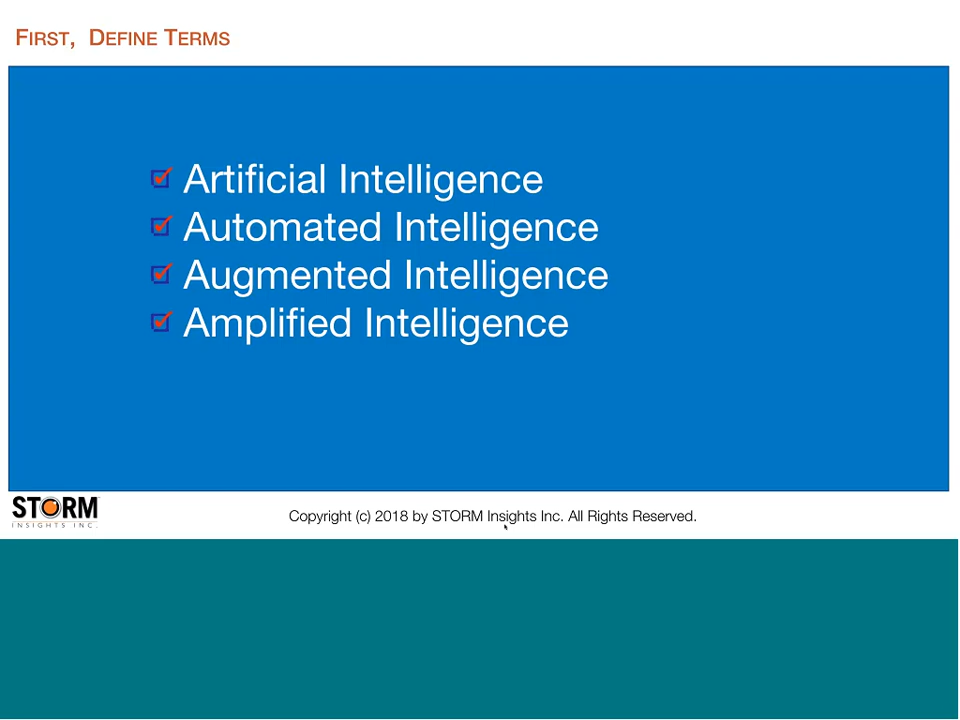 First, Define Terms
Artificial Intelligence
Automated Intelligence
Augmented Intelligence
Amplified Intelligence
STORM
INSIGHTS INC.
Copyright (c) 2018 by STORM Insights Inc. All Rights Reserved.